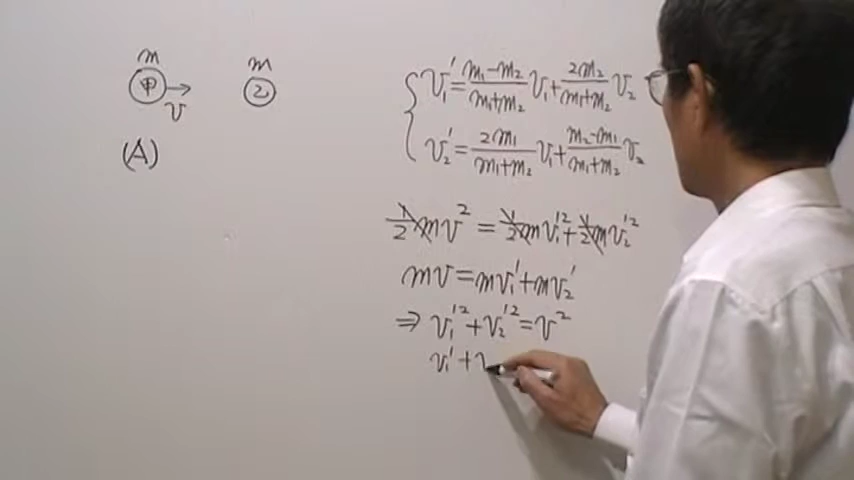 m m
中 2
v
(A)
v₁' = (m₁-m₂)/(m₁+m₂) v₁ + 2m₂/(m₁+m₂) v₂
v₂' = 2m₁/(m₁+m₂) v₁ + (m₂-m₁)/(m₁+m₂) v₂
1/2 mv² = 1/2 mv₁'² + 1/2 mv₂'²
mv = mv₁' + mv₂'
⇒ v₁'² + v₂'² = v²
v₁' + v